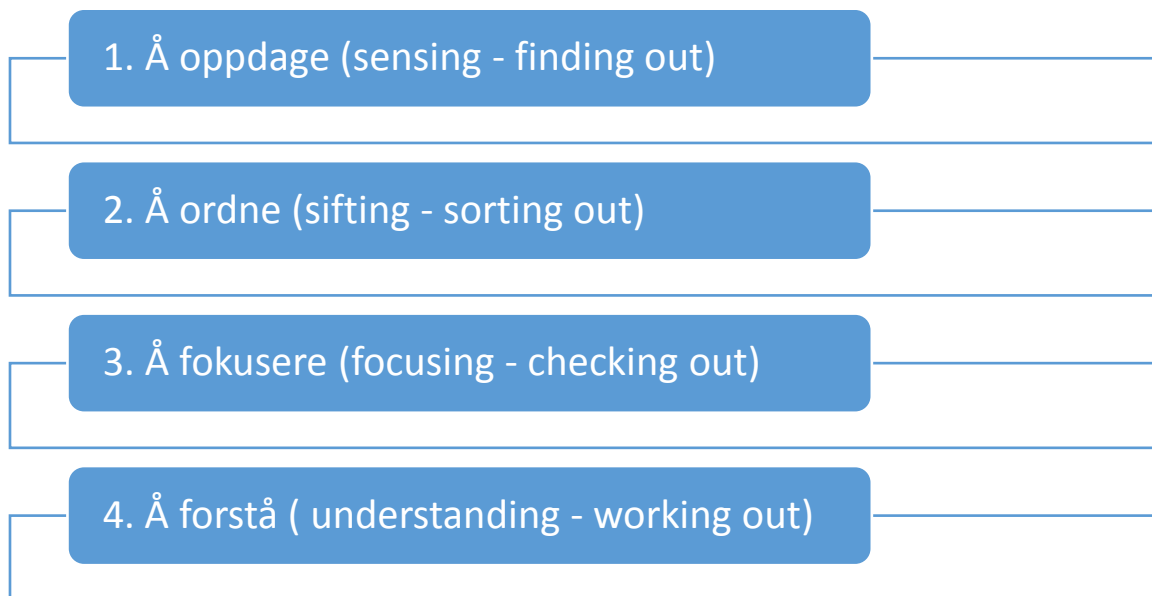 1. Å oppdage (sensing - finding out)
2. Å ordne (sifting - sorting out)
3. Å fokusere (focusing - checking out)
4. Å forstå ( understanding - working out)